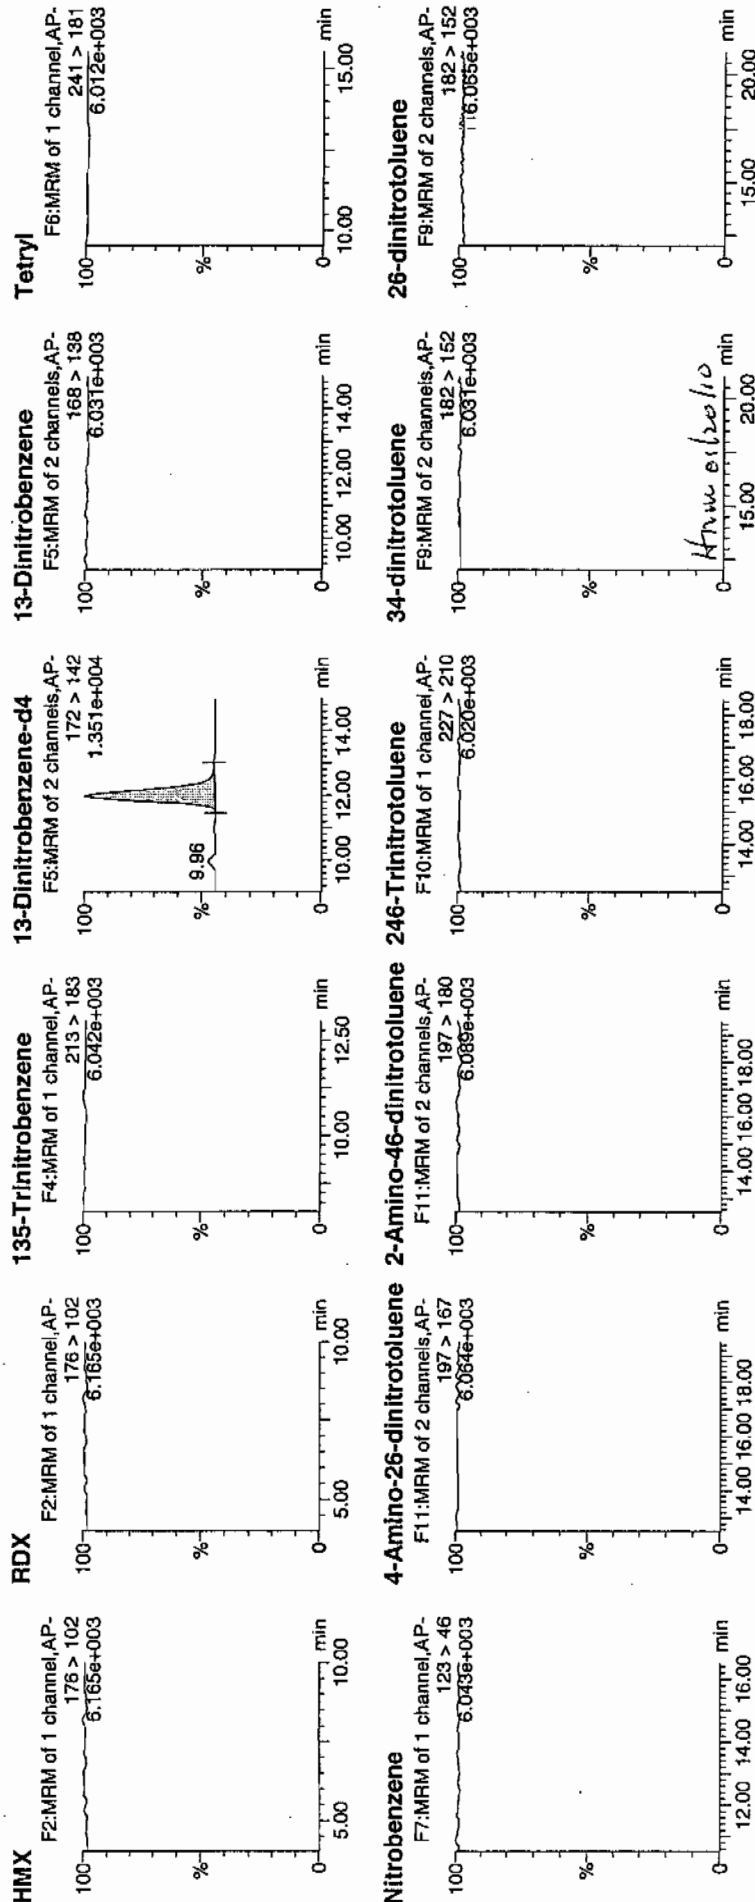 HMX
F2:MRM of 1 channel,AP-
176 > 102
6.165e+003
100
%
0
5.00 10.00 min
RDX
F2:MRM of 1 channel,AP-
176 > 102
6.165e+003
100
%
0
5.00 10.00 min
135-Trinitrobenzene
F4:MRM of 1 channel,AP-
213 > 183
6.042e+003
100
%
0
10.00 12.50 min
13-Dinitrobenzene-d4
F5:MRM of 2 channels,AP-
172 > 142
1.351e+004
100
9.96
%
0
10.00 12.00 14.00 min
13-Dinitrobenzene
F5:MRM of 2 channels,AP-
168 > 138
6.031e+003
100
%
0
10.00 12.00 14.00 min
Tetryl
F6:MRM of 1 channel,AP-
241 > 181
6.012e+003
100
%
0
10.00 15.00 min
Nitrobenzene
F7:MRM of 1 channel,AP-
123 > 46
6.043e+003
100
%
0
12.00 14.00 16.00 min
4-Amino-26-dinitrotoluene
F11:MRM of 2 channels,AP-
197 > 167
6.064e+003
100
%
0
14.00 16.00 18.00 min
2-Amino-46-dinitrotoluene
F11:MRM of 2 channels,AP-
197 > 180
6.089e+003
100
%
0
14.00 16.00 18.00 min
246-Trinitrotoluene
F10:MRM of 1 channel,AP-
227 > 210
6.020e+003
100
%
0
14.00 16.00 18.00 min
34-dinitrotoluene
F9:MRM of 2 channels,AP-
182 > 152
6.031e+003
100
%
0
15.00 20.00 min
01/20/10
26-dinitrotoluene
F9:MRM of 2 channels,AP-
182 > 152
6.065e+003
100
%
0
15.00 20.00 min